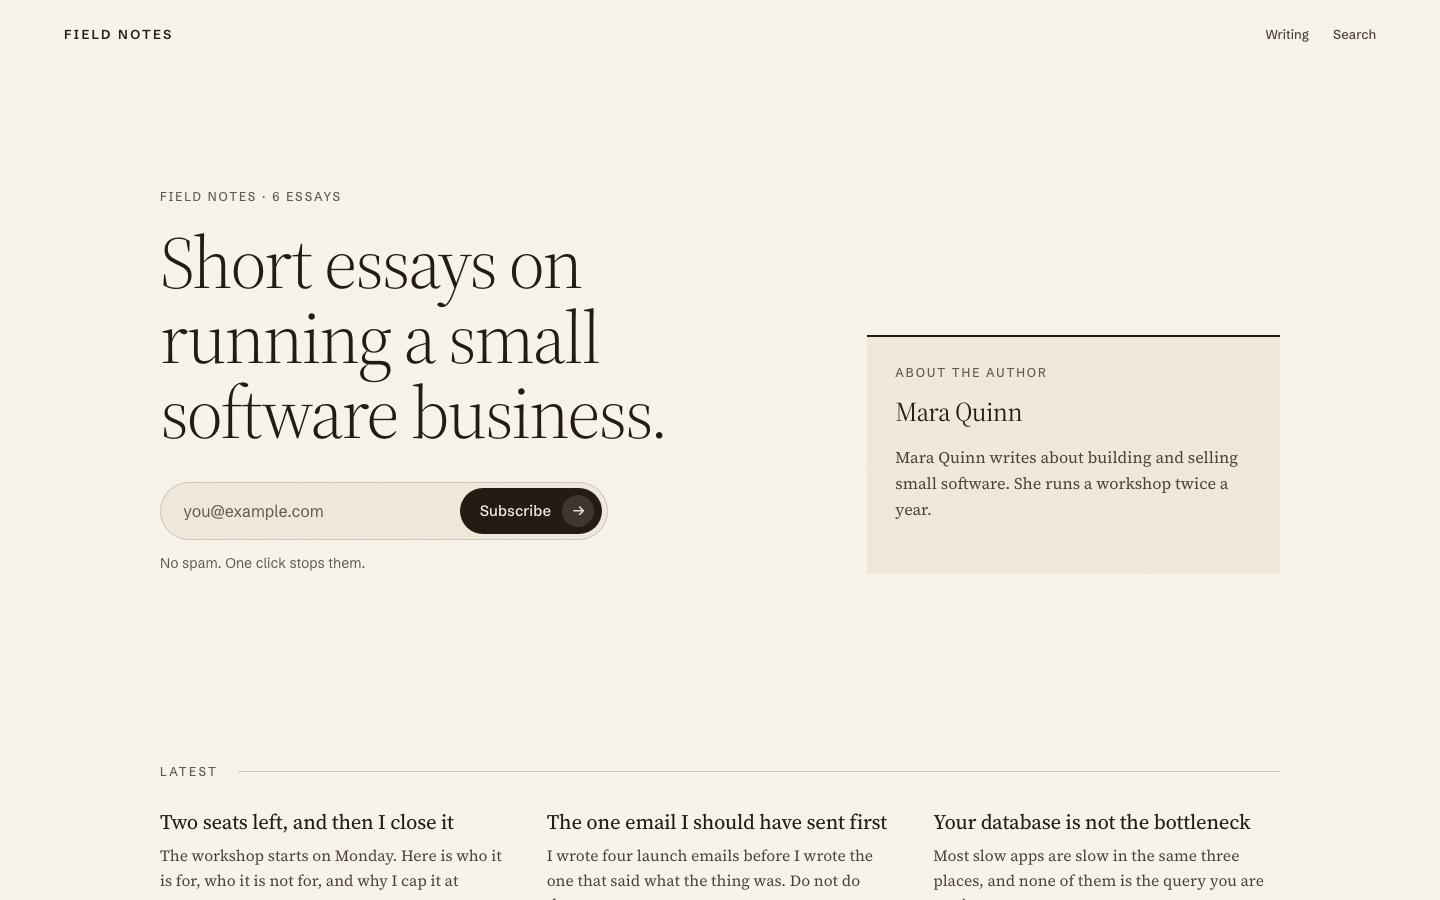 FIELD NOTES
Writing
Search
FIELD NOTES · 6 ESSAYS
Short essays on
running a small
software business.
you@example.com
Subscribe
No spam. One click stops them.
ABOUT THE AUTHOR
Mara Quinn
Mara Quinn writes about building and selling
small software. She runs a workshop twice a
year.
LATEST
Two seats left, and then I close it
The workshop starts on Monday. Here is who it
is for, who it is not for, and why I cap it at
The one email I should have sent first
I wrote four launch emails before I wrote the
one that said what the thing was. Do not do
Your database is not the bottleneck
Most slow apps are slow in the same three
places, and none of them is the query you are